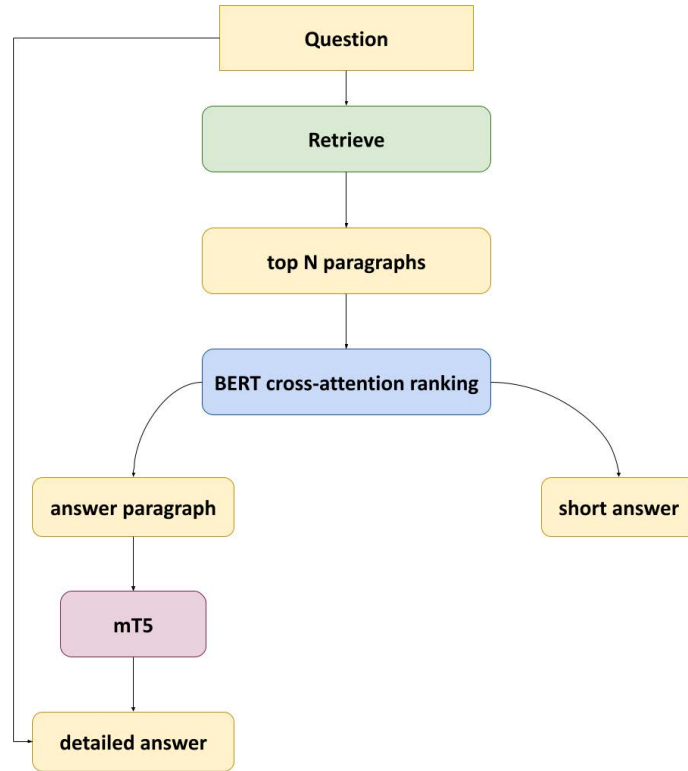 Question
Retrieve
top N paragraphs
BERT cross-attention ranking
answer paragraph
short answer
mT5
detailed answer